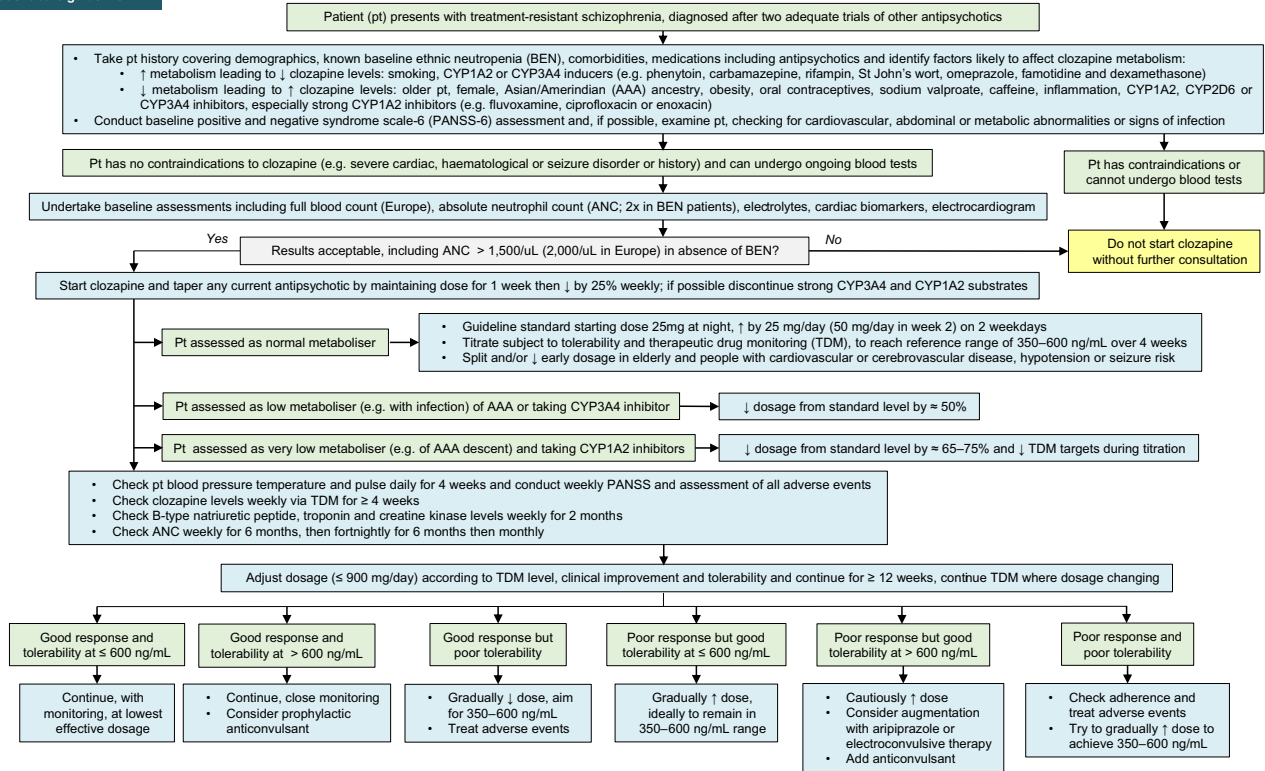 Patient (pt) presents with treatment-resistant schizophrenia, diagnosed after two adequate trials of other antipsychotics
• Take pt history covering demographics, known baseline ethnic neutropenia (BEN), comorbidities, medications including antipsychotics and identify factors likely to affect clozapine metabolism:
• ↑ metabolism leading to ↓ clozapine levels: smoking, CYP1A2 or CYP3A4 inducers (e.g. phenytoin, carbamazepine, rifampin, St John's wort, omeprazole, famotidine and dexamethasone)
• ↓ metabolism leading to ↑ clozapine levels: older pt, female, Asian/Amerindian (AAA) ancestry, obesity, oral contraceptives, sodium valproate, caffeine, inflammation, CYP1A2, CYP2D6 or
CYP3A4 inhibitors, especially strong CYP1A2 inhibitors (e.g. fluvoxamine, ciprofloxacin or enoxacin)
• Conduct baseline positive and negative syndrome scale-6 (PANSS-6) assessment and, if possible, examine pt, checking for cardiovascular, abdominal or metabolic abnormalities or signs of infection
Pt has no contraindications to clozapine (e.g. severe cardiac, haematological or seizure disorder or history) and can undergo ongoing blood tests
Pt has contraindications or
cannot undergo blood tests
Undertake baseline assessments including full blood count (Europe), absolute neutrophil count (ANC; 2x in BEN patients), electrolytes, cardiac biomarkers, electrocardiogram
Yes
Results acceptable, including ANC > 1,500/uL (2,000/uL in Europe) in absence of BEN?
No
Do not start clozapine
without further consultation
Start clozapine and taper any current antipsychotic by maintaining dose for 1 week then ↓ by 25% weekly; if possible discontinue strong CYP3A4 and CYP1A2 substrates
Pt assessed as normal metaboliser
• Guideline standard starting dose 25mg at night, ↑ by 25 mg/day (50 mg/day in week 2) on 2 weekdays
• Titrate subject to tolerability and therapeutic drug monitoring (TDM), to reach reference range of 350–600 ng/mL over 4 weeks
• Split and/or ↓ early dosage in elderly and people with cardiovascular or cerebrovascular disease, hypotension or seizure risk
Pt assessed as low metaboliser (e.g. with infection) of AAA or taking CYP3A4 inhibitor
↓ dosage from standard level by ≈ 50%
Pt assessed as very low metaboliser (e.g. of AAA descent) and taking CYP1A2 inhibitors
↓ dosage from standard level by ≈ 65–75% and ↓ TDM targets during titration
• Check pt blood pressure temperature and pulse daily for 4 weeks and conduct weekly PANSS and assessment of all adverse events
• Check clozapine levels weekly via TDM for ≥ 4 weeks
• Check B-type natriuretic peptide, troponin and creatine kinase levels weekly for 2 months
• Check ANC weekly for 6 months, then fortnightly for 6 months then monthly
Adjust dosage (≤ 900 mg/day) according to TDM level, clinical improvement and tolerability and continue for ≥ 12 weeks, continue TDM where dosage changing
Good response and
tolerability at ≤ 600 ng/mL
Continue, with
monitoring, at lowest
effective dosage
Good response and
tolerability at > 600 ng/mL
• Continue, close monitoring
• Consider prophylactic
anticonvulsant
Good response but
poor tolerability
• Gradually ↓ dose, aim
for 350–600 ng/mL
• Treat adverse events
Poor response but good
tolerability at ≤ 600 ng/mL
Gradually ↑ dose,
ideally to remain in
350–600 ng/mL range
Poor response but good
tolerability at > 600 ng/mL
• Cautiously ↑ dose
• Consider augmentation
with aripiprazole or
electroconvulsive therapy
• Add anticonvulsant
Poor response and
poor tolerability
• Check adherence and
treat adverse events
• Try to gradually ↑ dose to
achieve 350–600 ng/mL